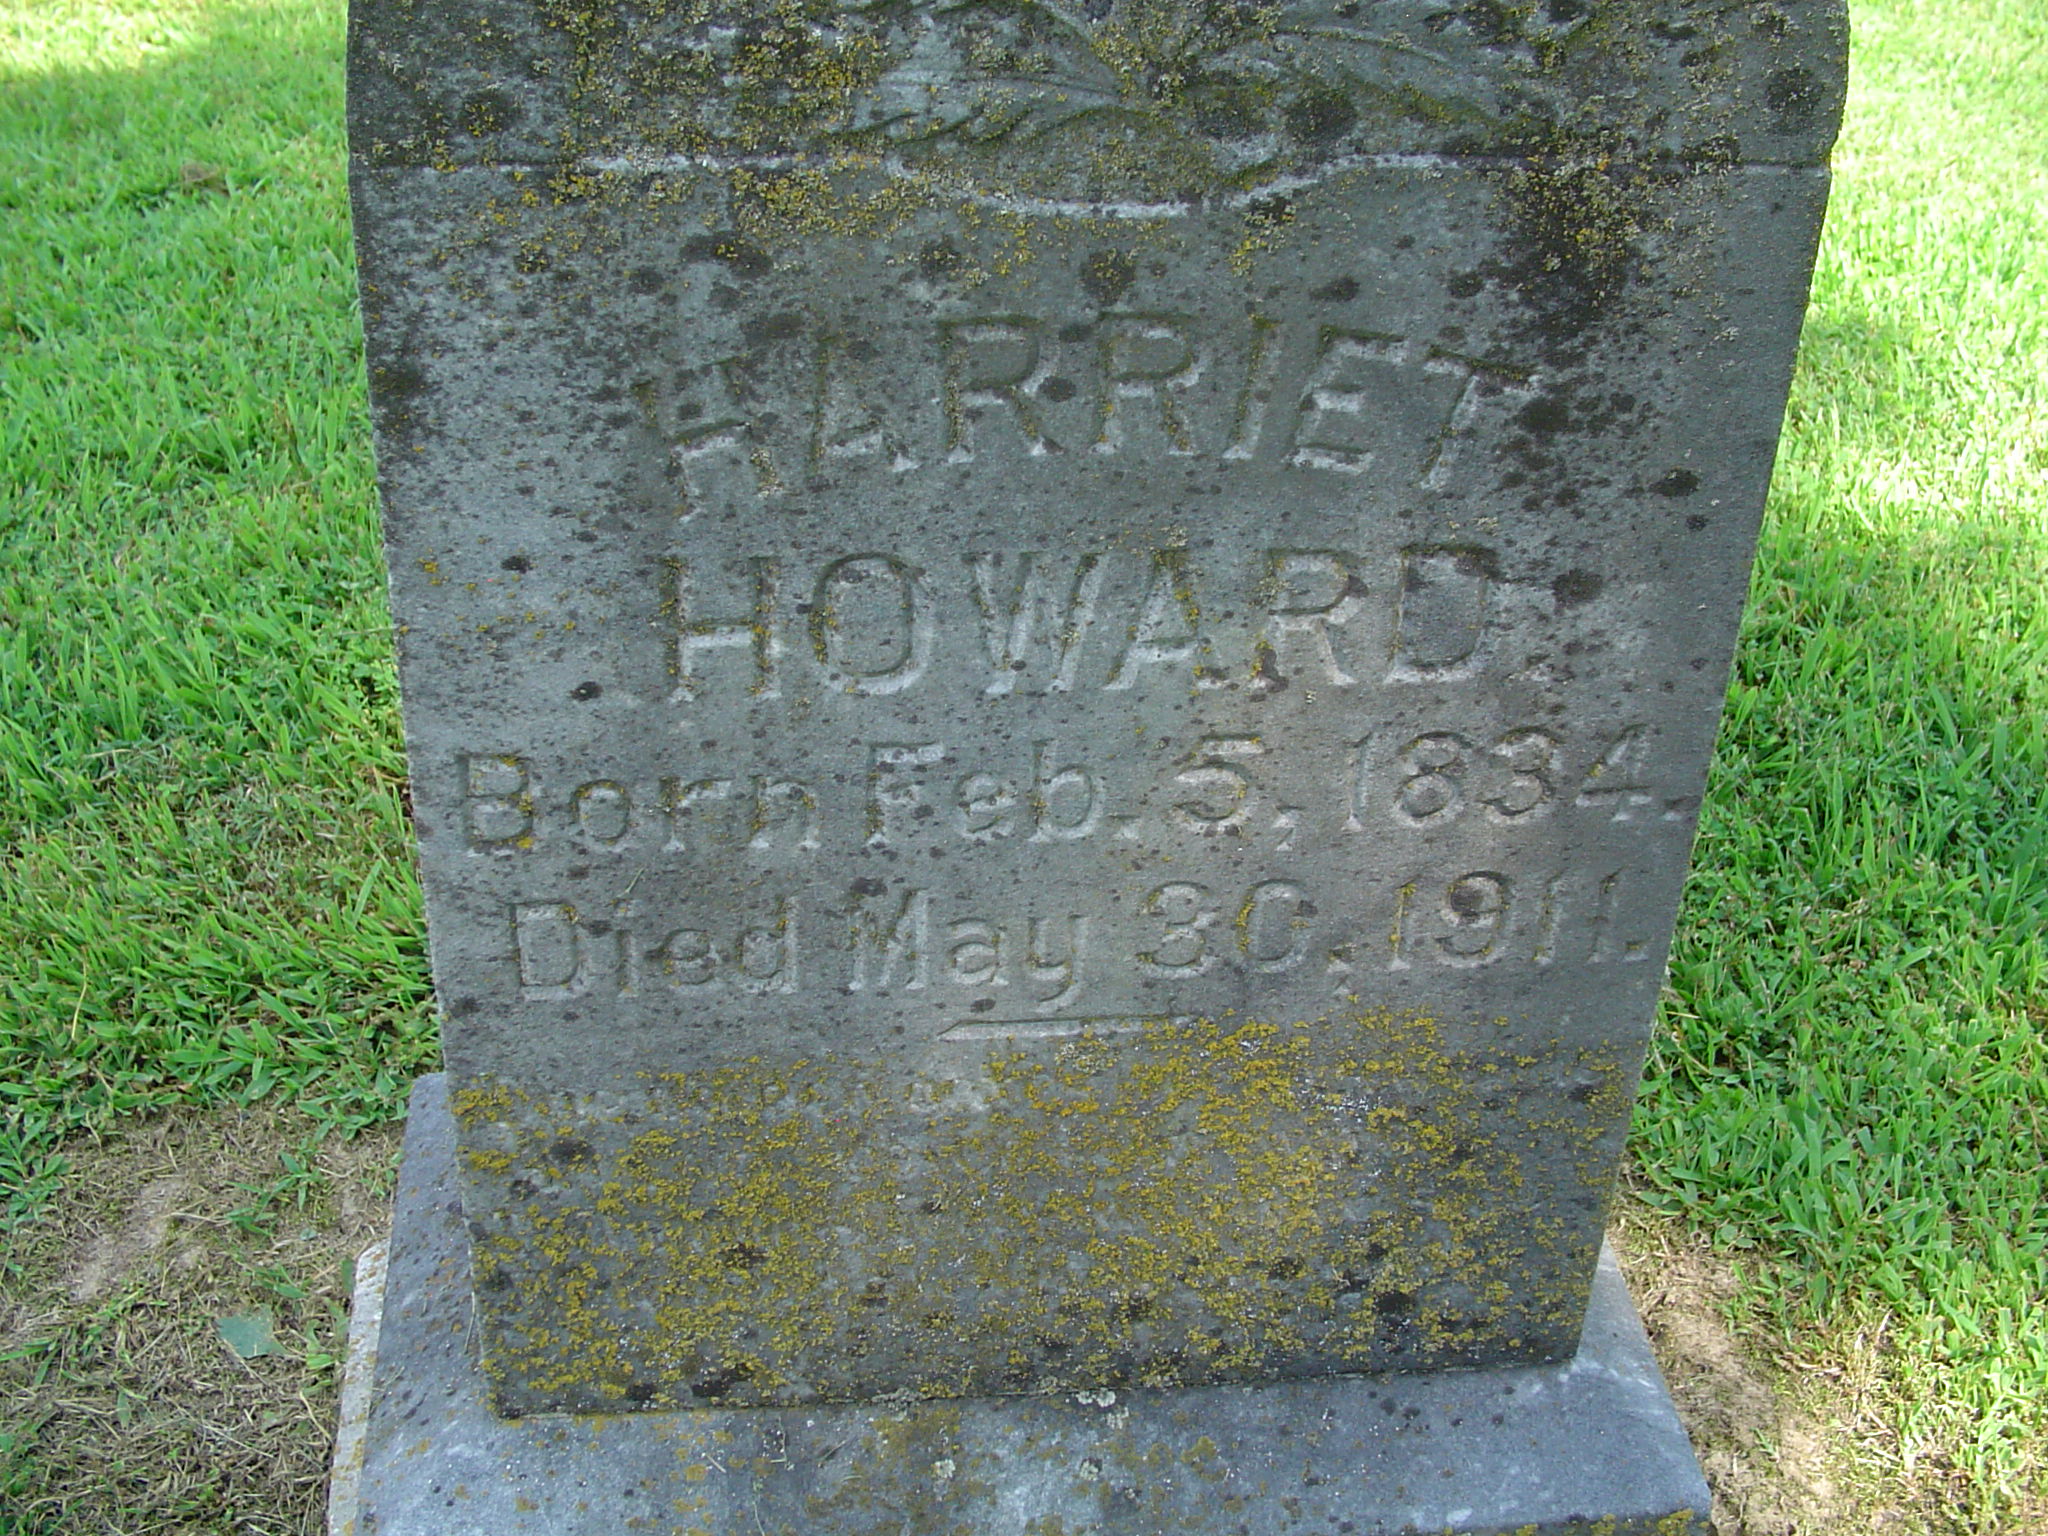 HARRIET
HOWARD.
Born Feb. 5, 1834.
Died May 30, 1911.